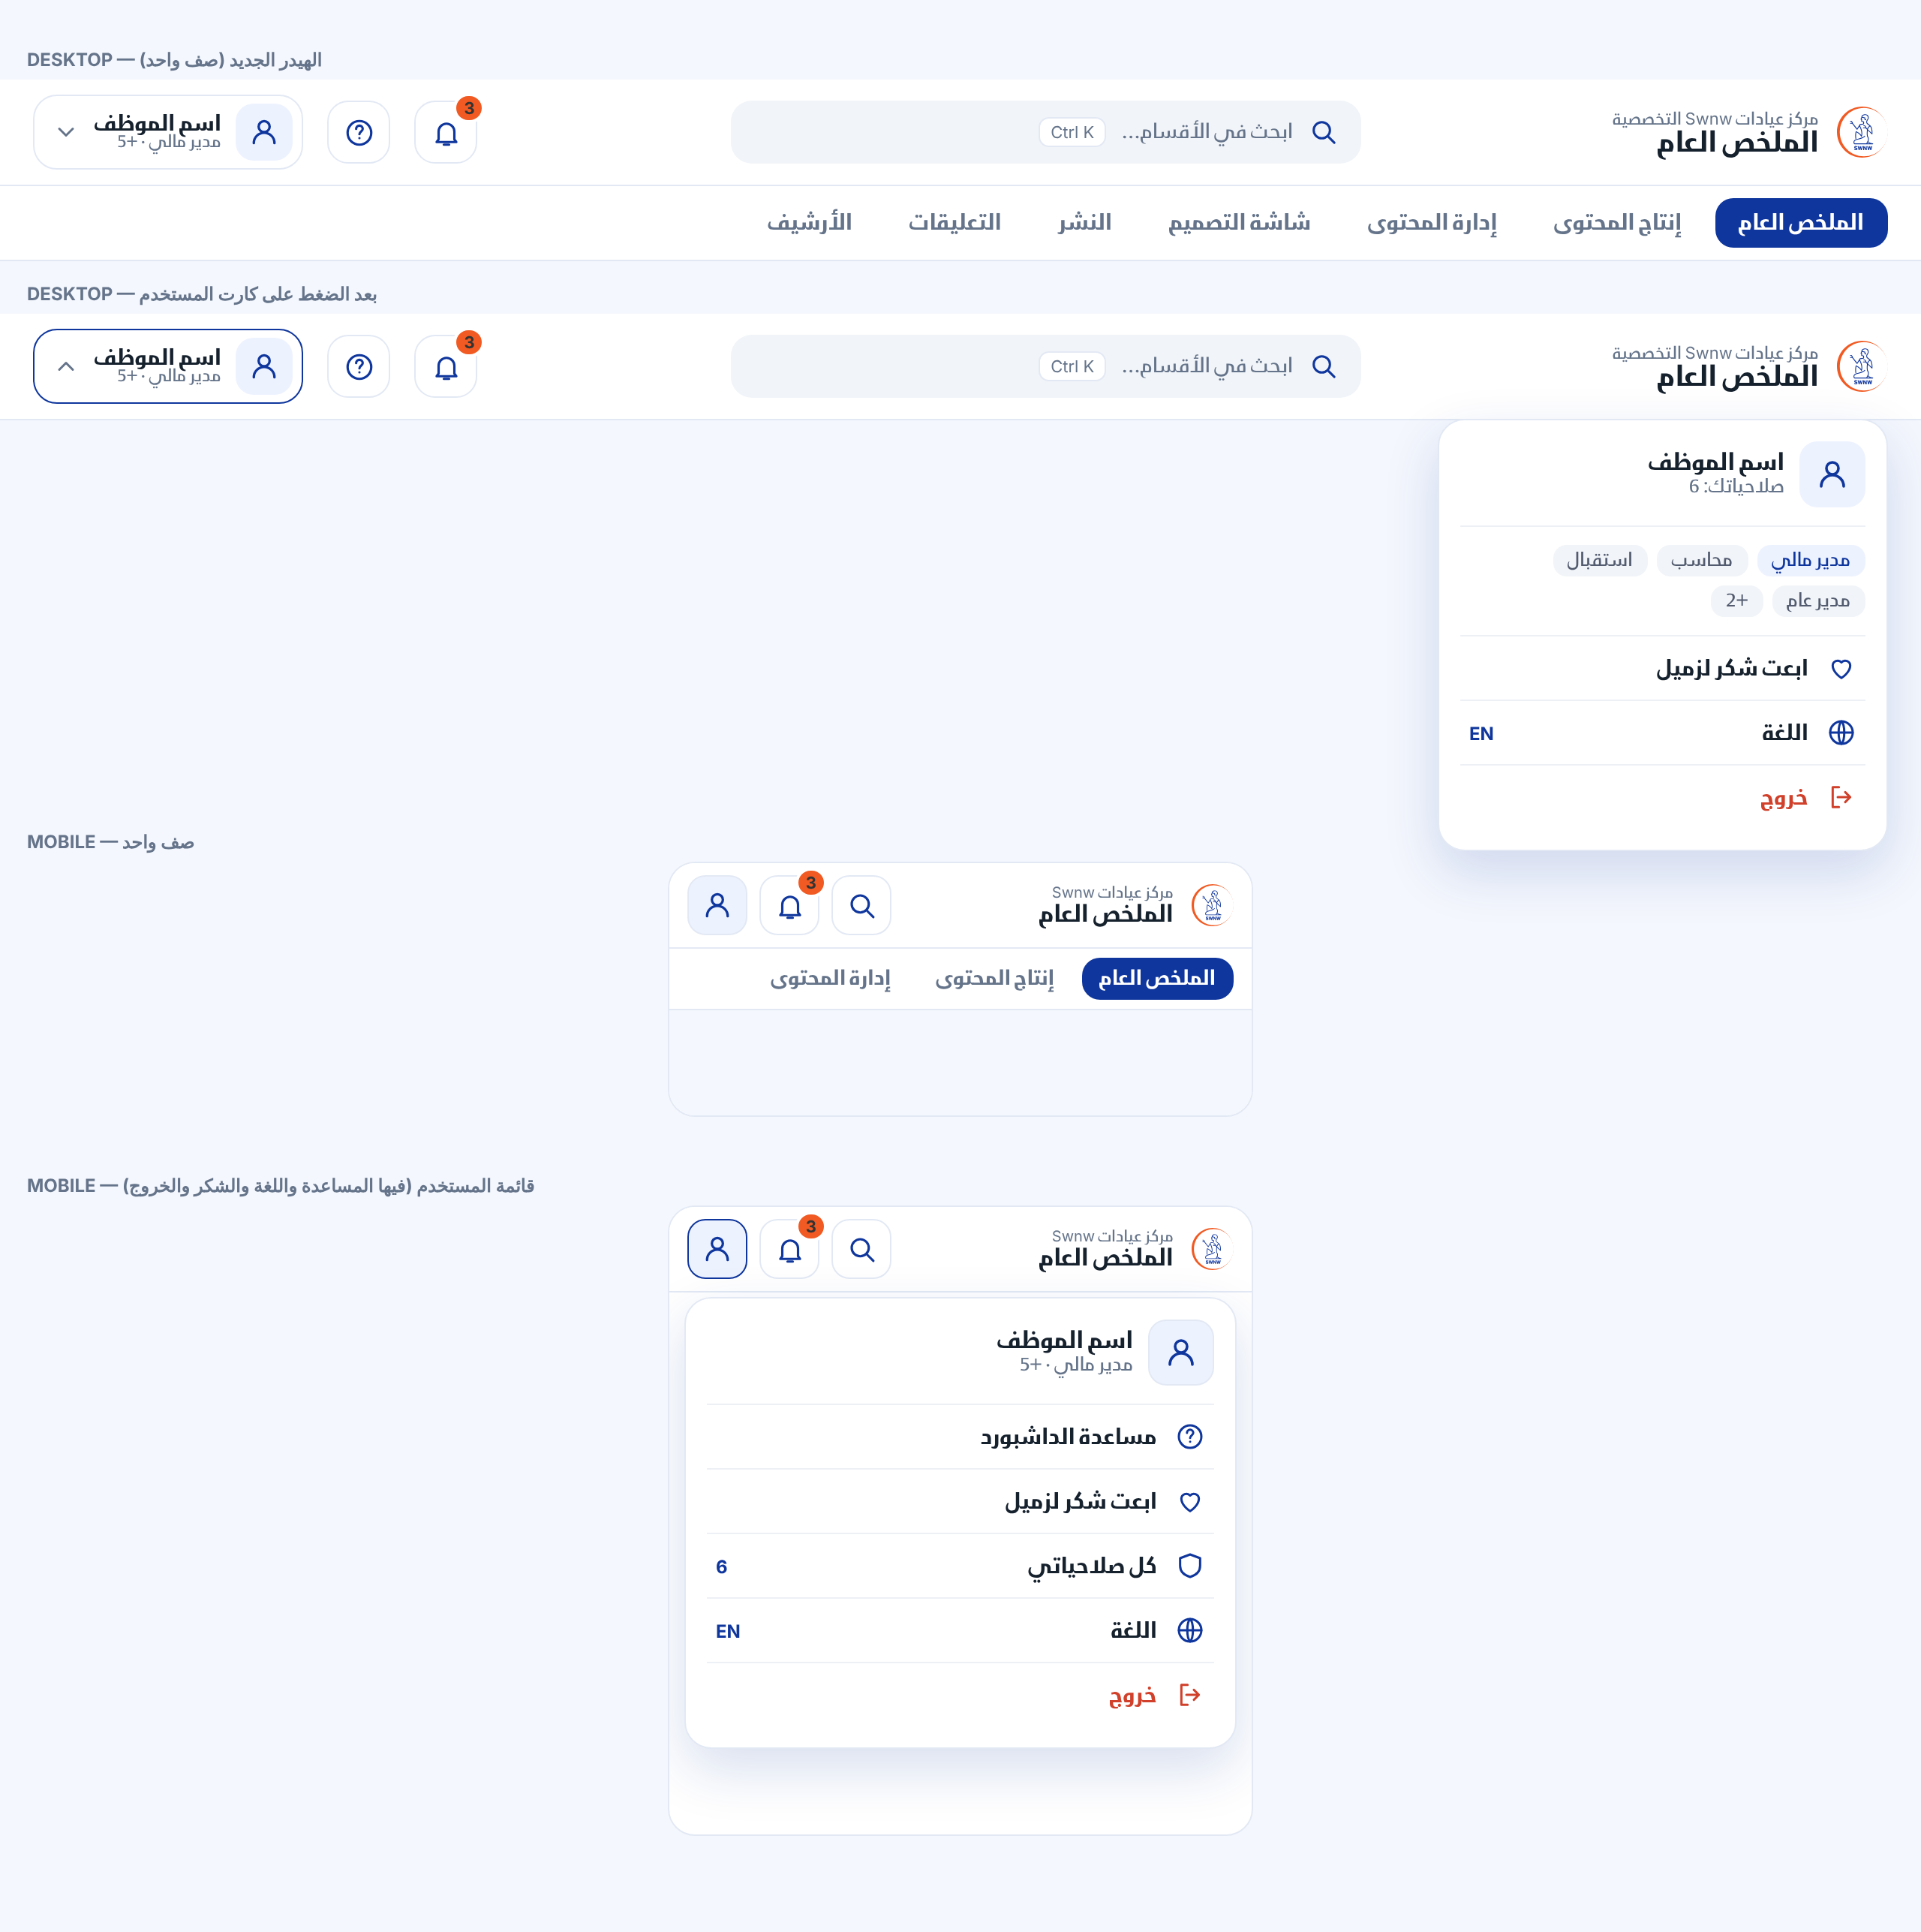 DESKTOP — الهيدر الجديد (صف واحد)
مركز عيادات Swnw التخصصية
الملخص العام
SWNW
ابحث في الأقسام...
Ctrl K
3
اسم الموظف
مدير مالي · +5
الملخص العام
إنتاج المحتوى
إدارة المحتوى
شاشة التصميم
النشر
التعليقات
الأرشيف
DESKTOP — بعد الضغط على كارت المستخدم
مركز عيادات Swnw التخصصية
الملخص العام
SWNW
ابحث في الأقسام...
Ctrl K
3
اسم الموظف
مدير مالي · +5
اسم الموظف
صلاحياتك: 6
مدير مالي
محاسب
استقبال
مدير عام
+2
ابعت شكر لزميل
اللغة
EN
خروج
MOBILE — صف واحد
مركز عيادات Swnw
الملخص العام
SWNW
3
الملخص العام
إنتاج المحتوى
إدارة المحتوى
MOBILE — قائمة المستخدم (فيها المساعدة واللغة والشكر والخروج)
مركز عيادات Swnw
الملخص العام
SWNW
3
اسم الموظف
مدير مالي · +5
مساعدة الداشبورد
ابعت شكر لزميل
كل صلاحياتي
6
اللغة
EN
خروج